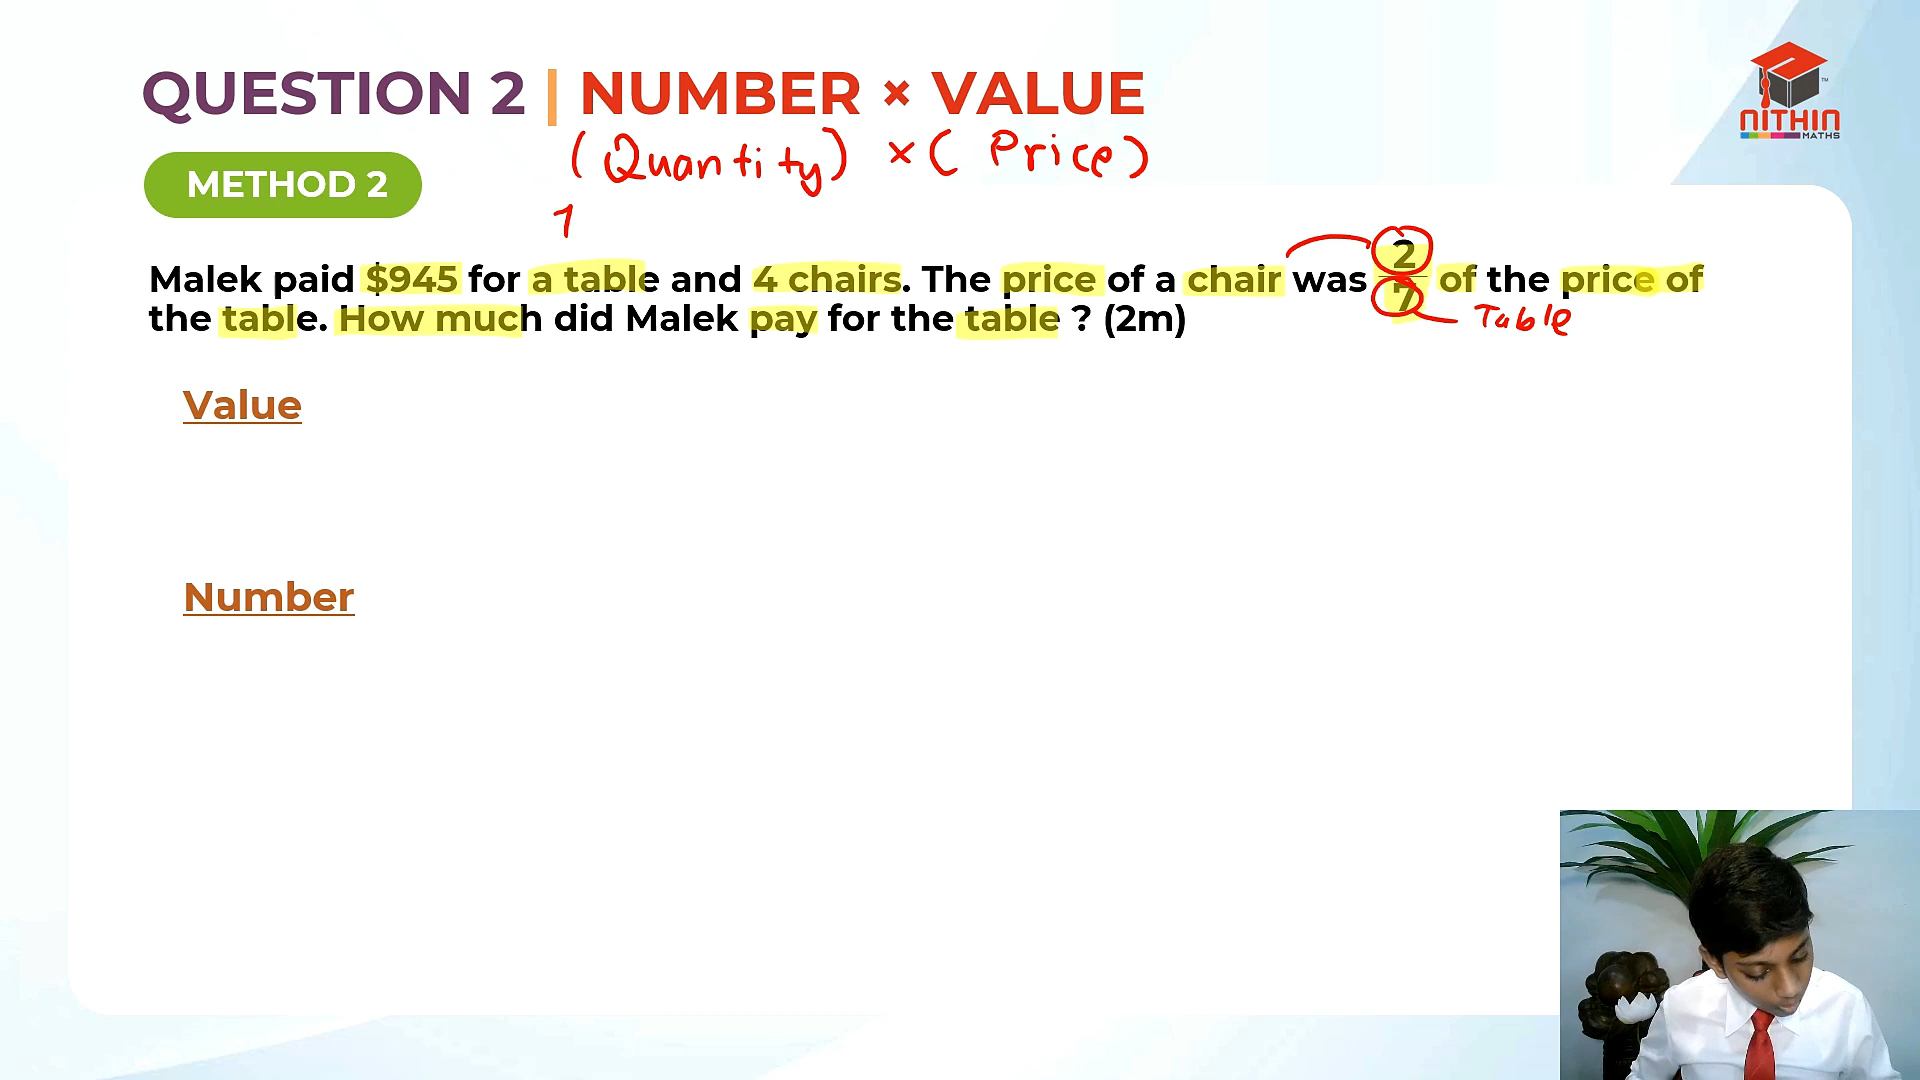 QUESTION 2 | NUMBER × VALUE
(Quantity) × (Price)
NITHIN
MATHS
TM
METHOD 2
1
Malek paid $945 for a table and 4 chairs. The price of a chair was 2/7 of the price of
the table. How much did Malek pay for the table ? (2m)
Table
Value
Number